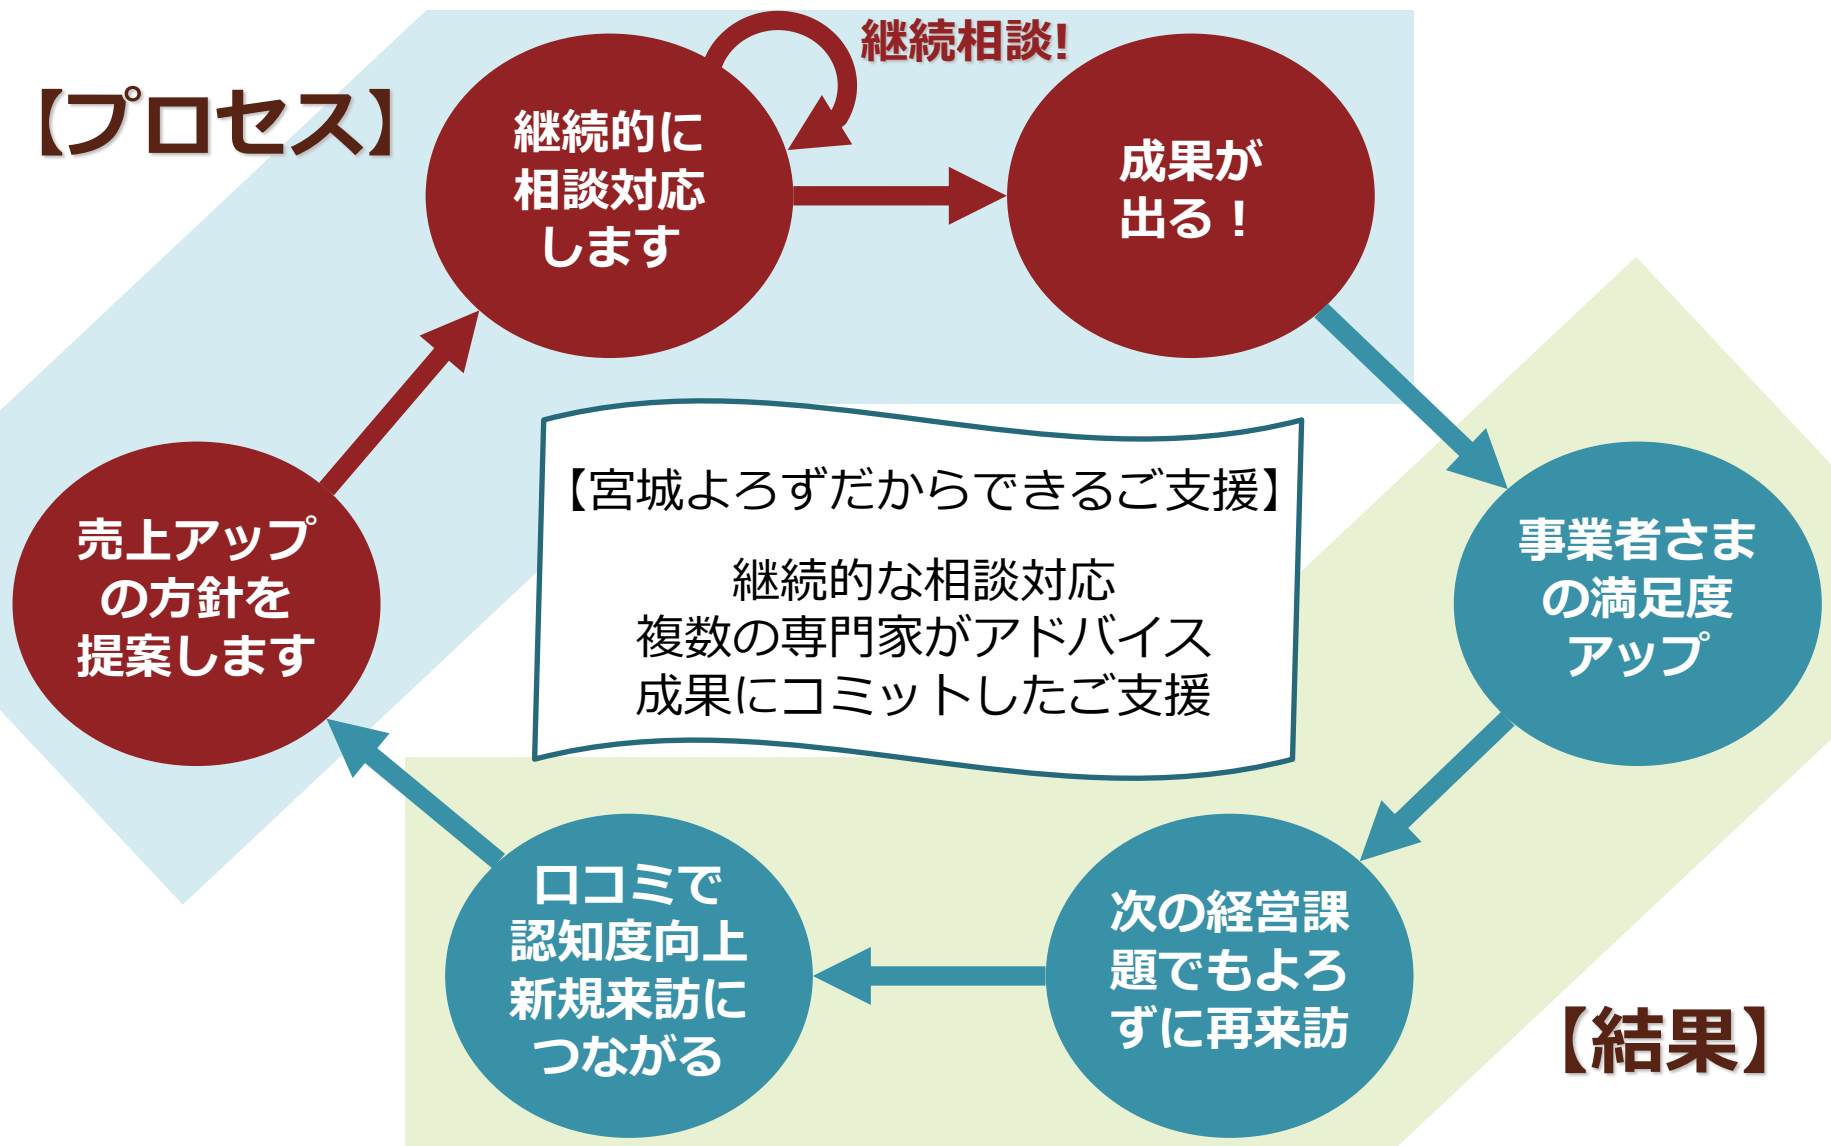 【プロセス】
継続相談!
継続的に
相談対応
します
成果が
出る！
売上アップ
の方針を
提案します
【宮城よろずだからできるご支援】
継続的な相談対応
複数の専門家がアドバイス
成果にコミットしたご支援
事業者さま
の満足度
アップ
次の経営課
題でもよろ
ずに再来訪
口コミで
認知度向上
新規来訪に
つながる
【結果】